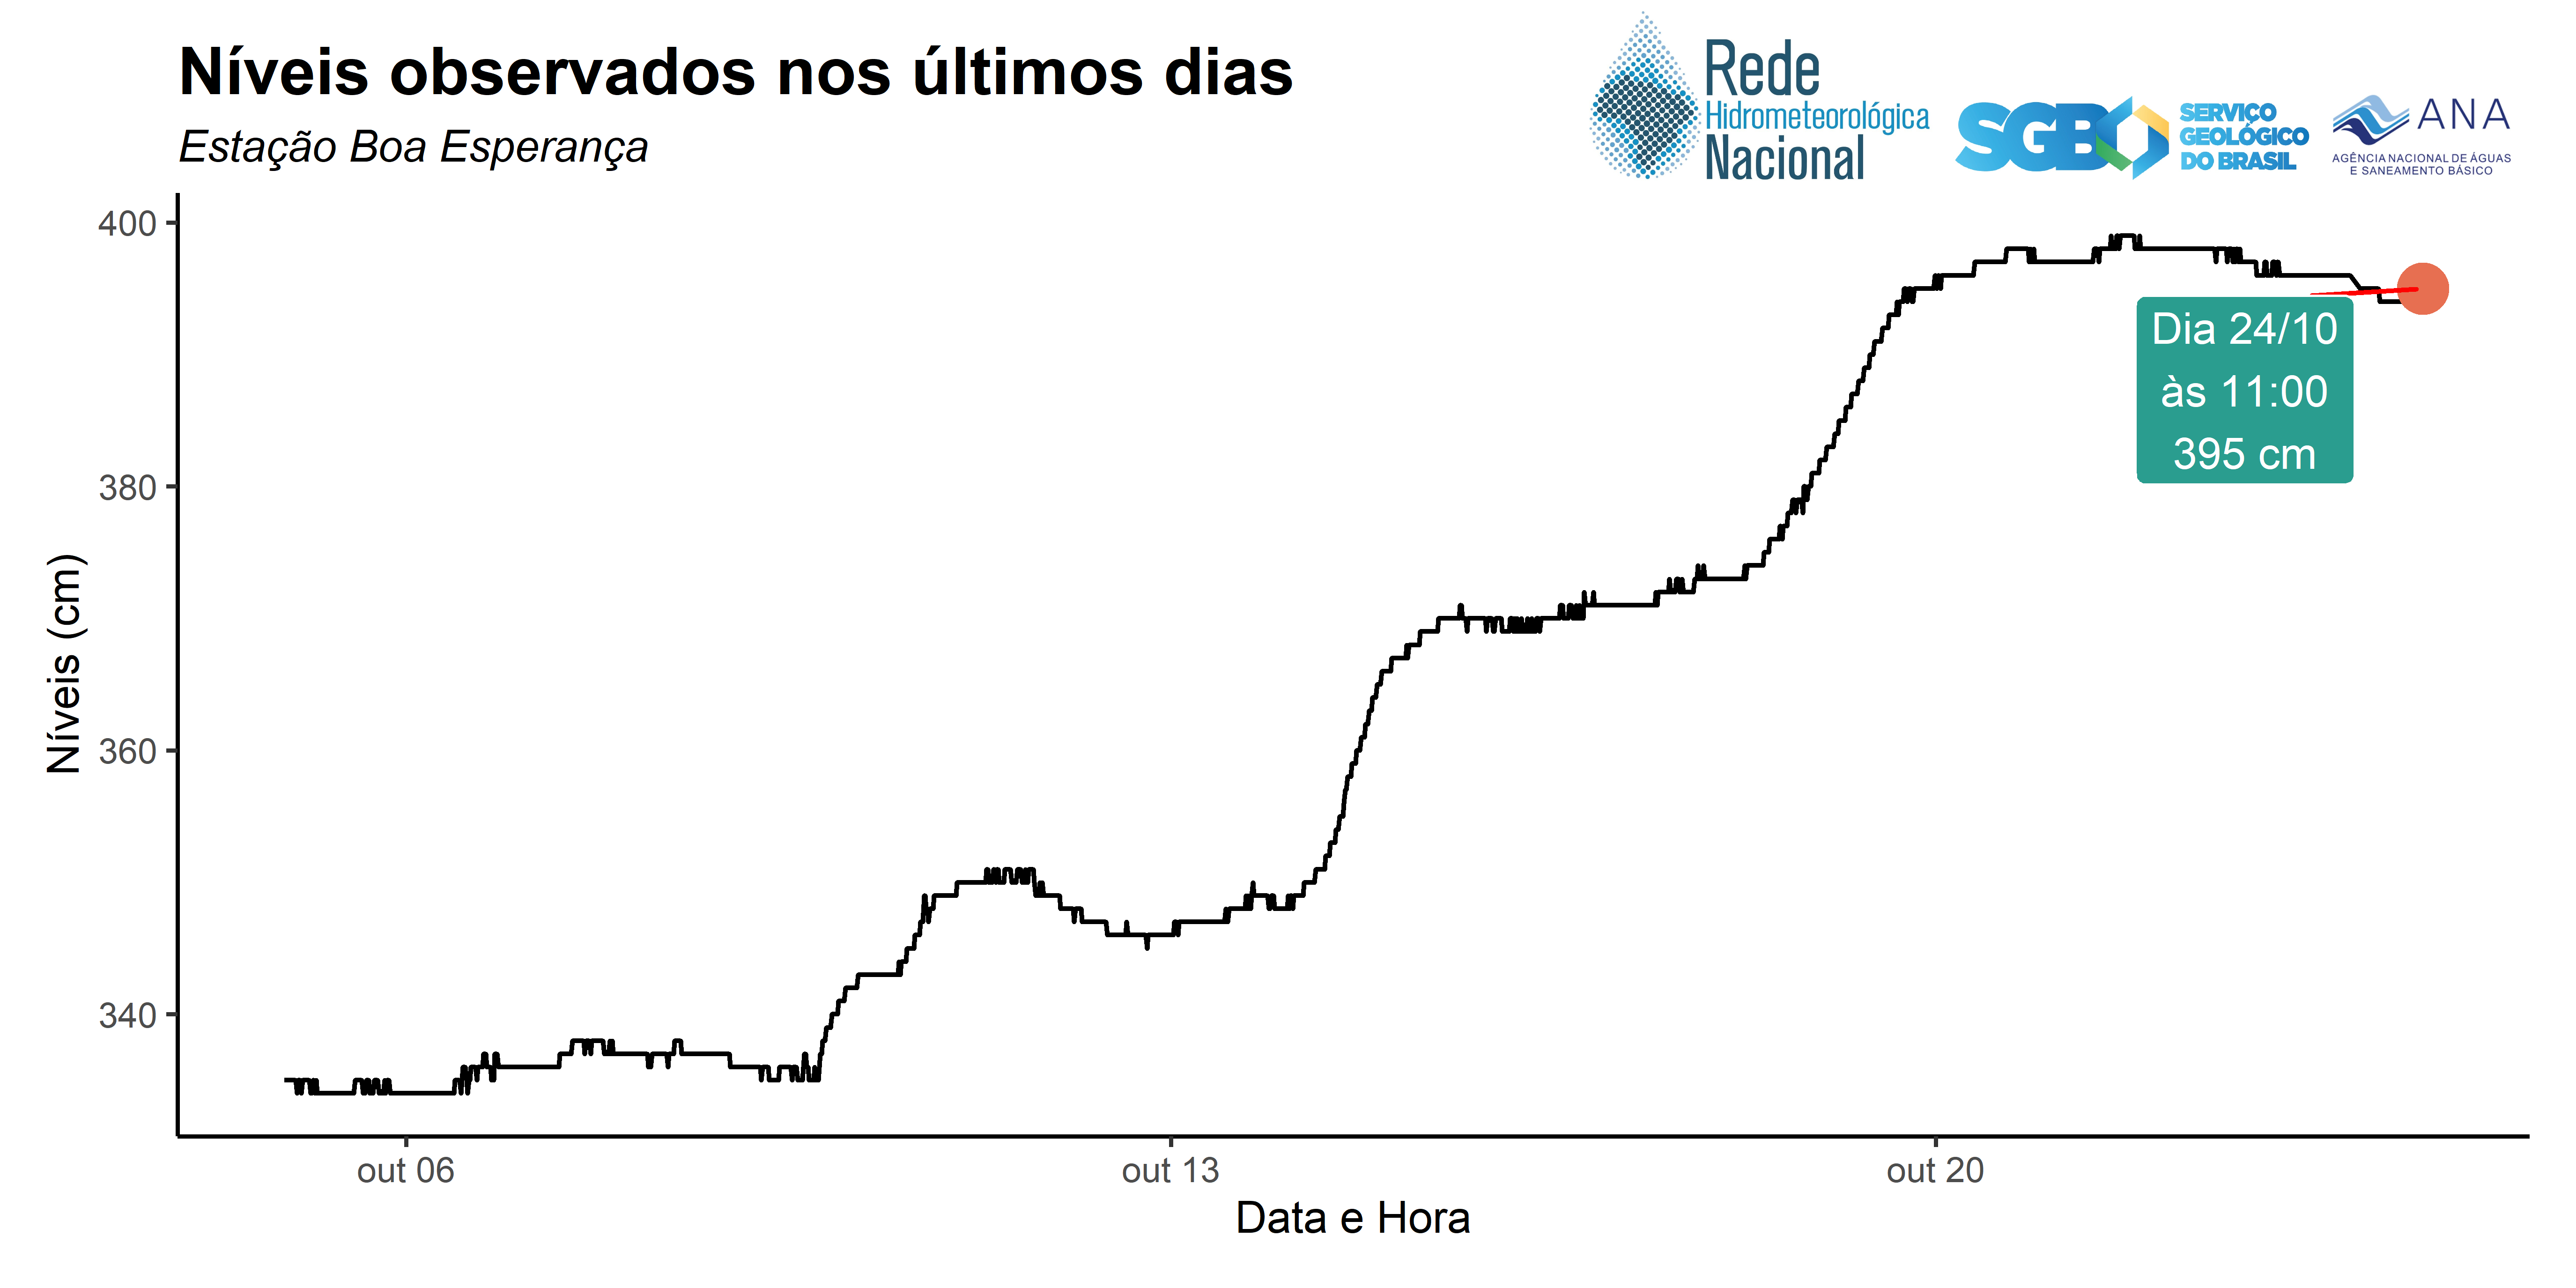 Níveis observados nos últimos dias
Estação Boa Esperança
Rede
Hidrometeorológica
Nacional
SGB
SERVIÇO
GEOLÓGICO
DO BRASIL
ANA
AGÊNCIA NACIONAL DE ÁGUAS
E SANEAMENTO BÁSICO
400
380
360
340
Níveis (cm)
Dia 24/10
às 11:00
395 cm
out 06
out 13
out 20
Data e Hora